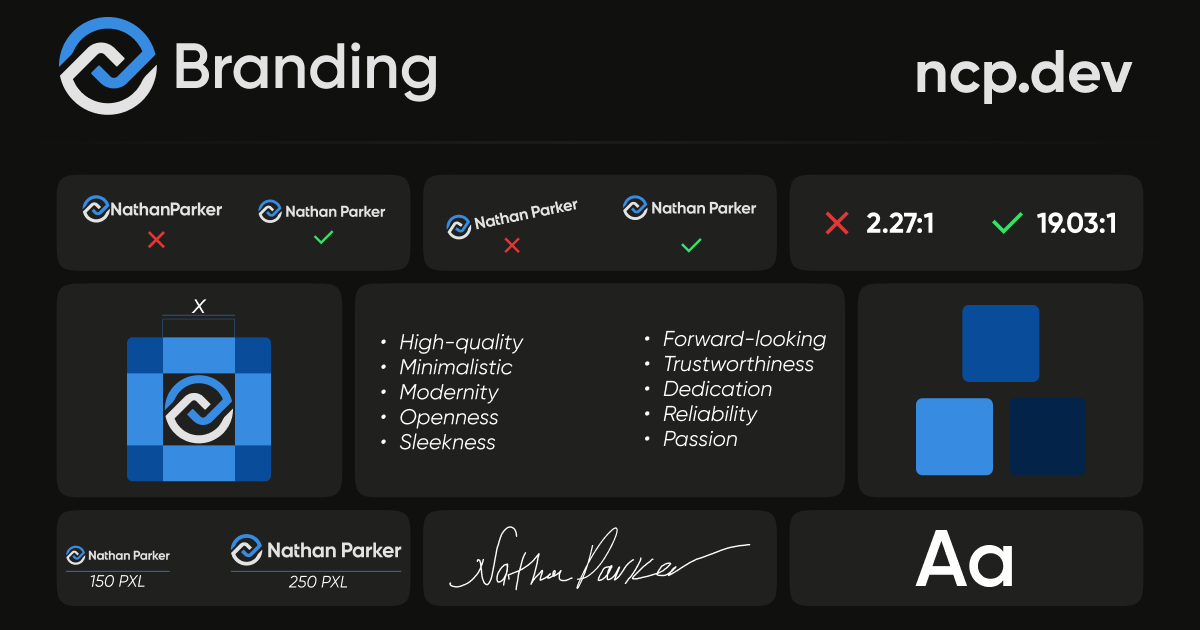 Branding
ncp.dev
NathanParker
Nathan Parker
Nathan Parker
Nathan Parker
2.27:1
19.03:1
X
• High-quality
• Minimalistic
• Modernity
• Openness
• Sleekness
• Forward-looking
• Trustworthiness
• Dedication
• Reliability
• Passion
Nathan Parker
150 PXL
Nathan Parker
250 PXL
Nathan Parker
Aa